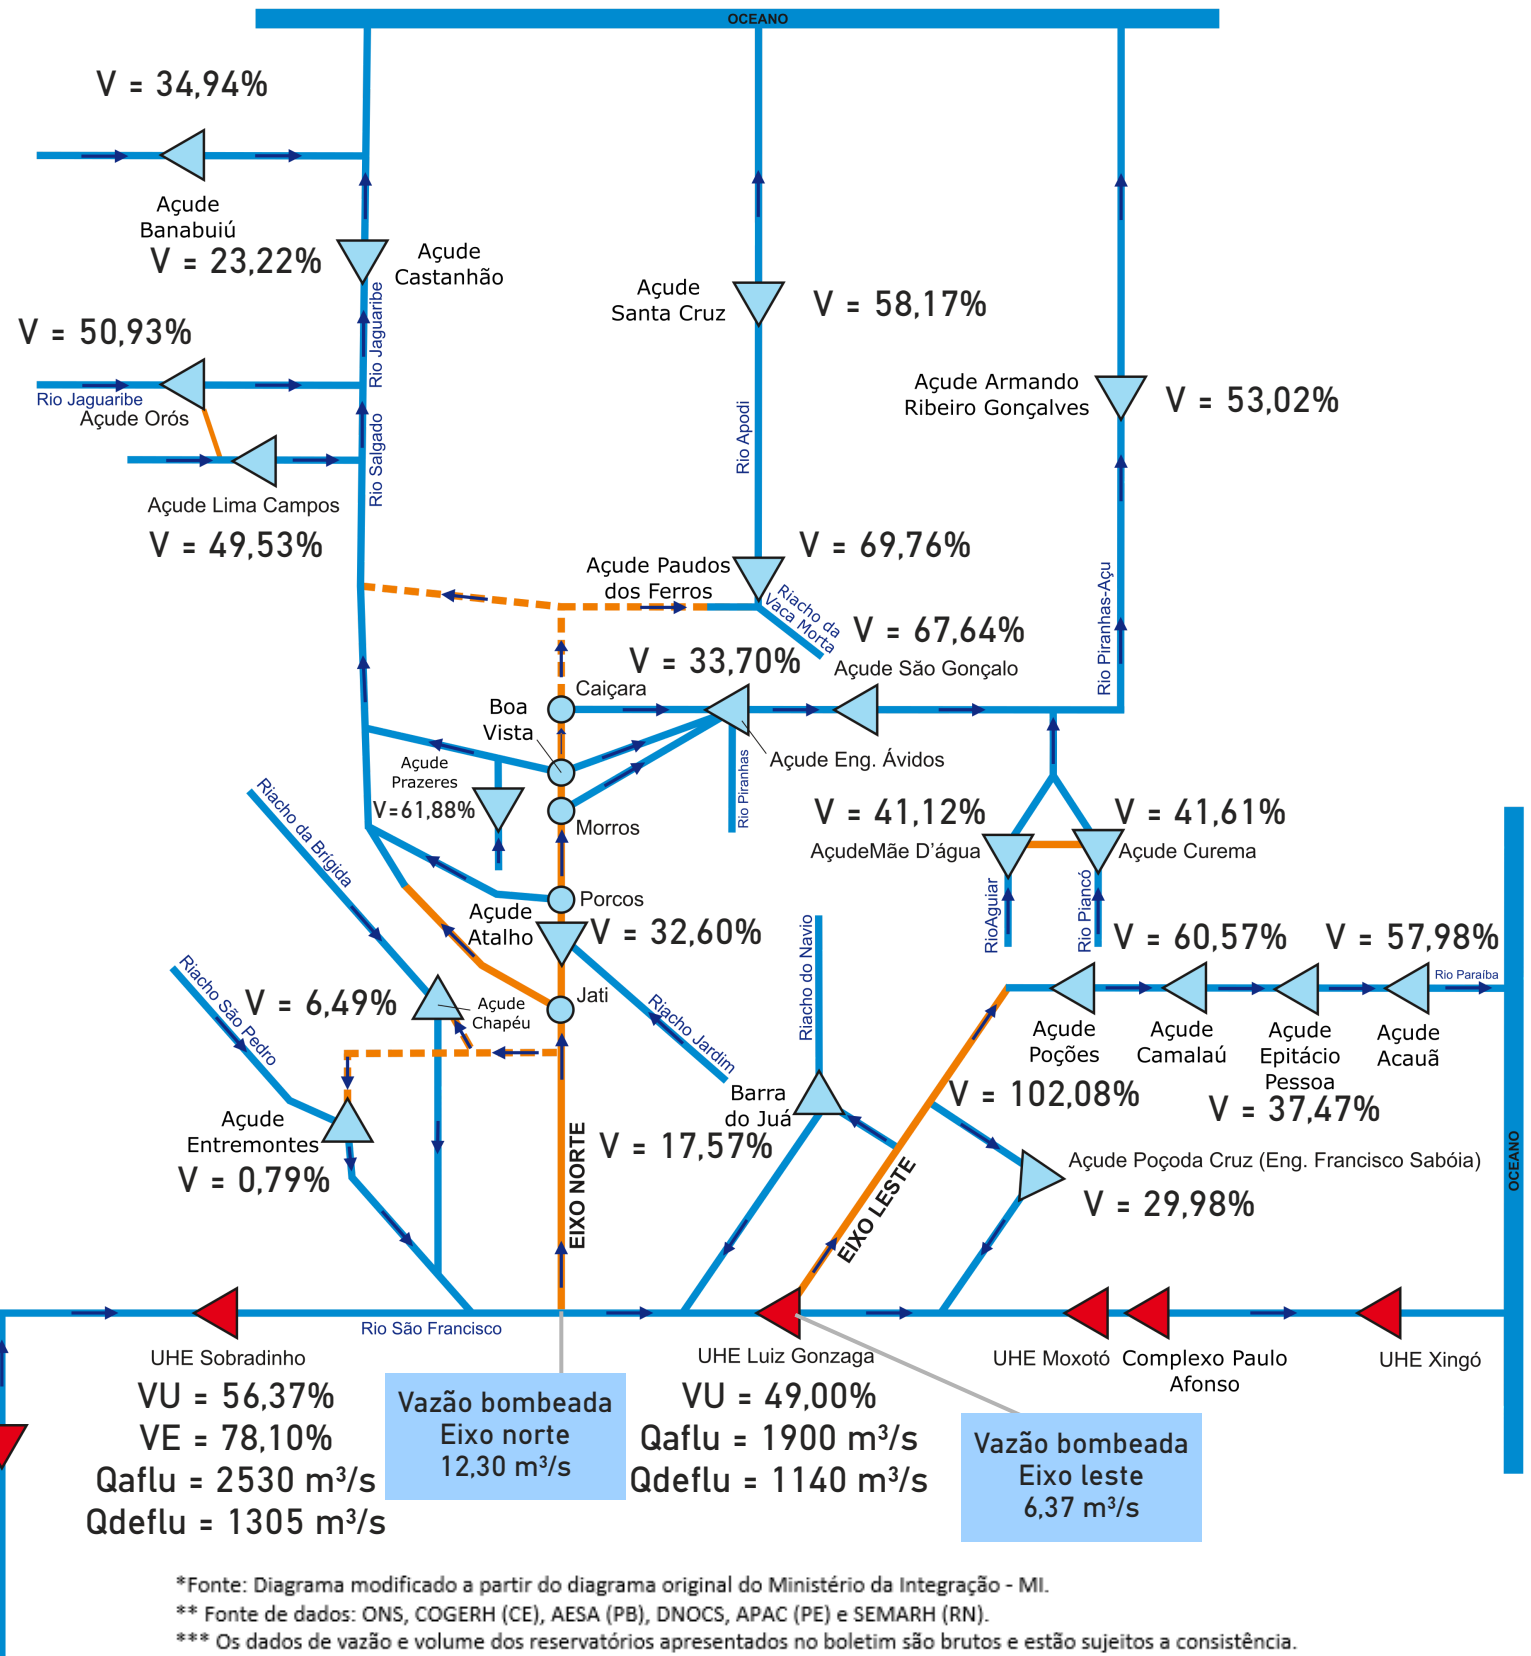 OCEANO
V = 34,94%
Açude
Banabuiú
V = 23,22%
Açude
Castanhão
Rio Jaguaribe
V = 50,93%
Rio Jaguaribe
Açude Orós
Rio Salgado
Açude Lima Campos
V = 49,53%
Açude
Santa Cruz
V = 58,17%
Rio Apodi
Açude Armando
Ribeiro Gonçalves
V = 53,02%
Açude Paudos
dos Ferros
V = 69,76%
Riacho da
Vaca Morta
Rio Piranhas-Açu
V = 67,64%
Açude São Gonçalo
V = 33,70%
Caiçara
Boa
Vista
Açude Eng. Ávidos
Rio Piranhas
Açude
Prazeres
V=61,88%
Morros
Riacho da Brígida
V = 41,12%
AçudeMãe D'água
V = 41,61%
Açude Curema
RioAguiar
Rio Piancó
Porcos
Açude
Atalho
V = 32,60%
Riacho do Navio
V = 60,57%
V = 57,98%
Rio Paraíba
Riacho São Pedro
V = 6,49%
Açude
Chapéu
Jati
Riacho Jardim
Açude
Poções
Açude
Camalaú
Açude
Epitácio
Pessoa
Açude
Acauã
V = 102,08%
V = 37,47%
Barra
do Juá
V = 17,57%
Açude
Entremontes
V = 0,79%
EIXO NORTE
EIXO LESTE
Açude Poçoda Cruz (Eng. Francisco Sabóia)
V = 29,98%
OCEANO
Rio São Francisco
UHE Sobradinho
VU = 56,37%
VE = 78,10%
Qaflu = 2530 m³/s
Qdeflu = 1305 m³/s
Vazão bombeada
Eixo norte
12,30 m³/s
UHE Luiz Gonzaga
VU = 49,00%
Qaflu = 1900 m³/s
Qdeflu = 1140 m³/s
Vazão bombeada
Eixo leste
6,37 m³/s
UHE Moxotó
Complexo Paulo
Afonso
UHE Xingó
*Fonte: Diagrama modificado a partir do diagrama original do Ministério da Integração - MI.
** Fonte de dados: ONS, COGERH (CE), AESA (PB), DNOCS, APAC (PE) e SEMARH (RN).
*** Os dados de vazão e volume dos reservatórios apresentados no boletim são brutos e estão sujeitos a consistência.